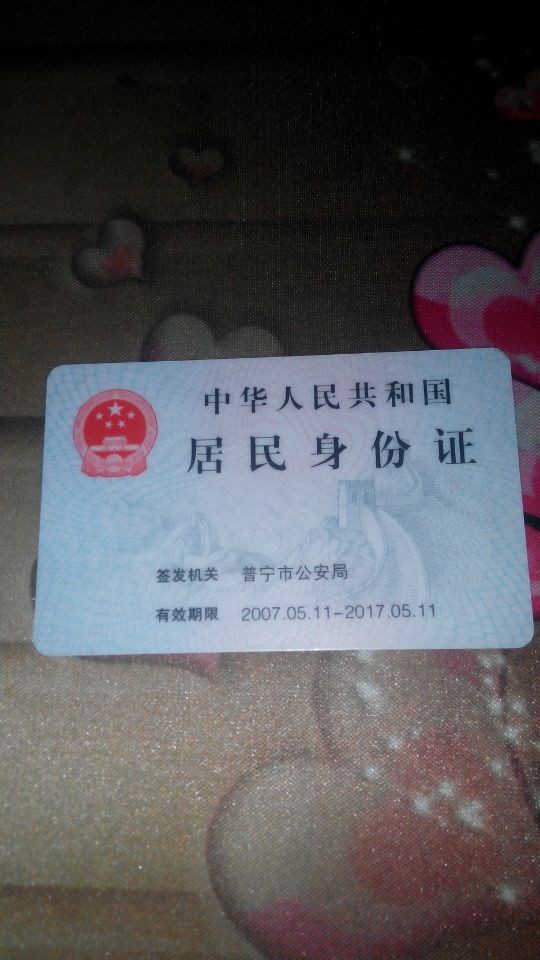 中华人民共和国
居民身份证
签发机关 普宁市公安局
有效期限 2007.05.11-2017.05.11